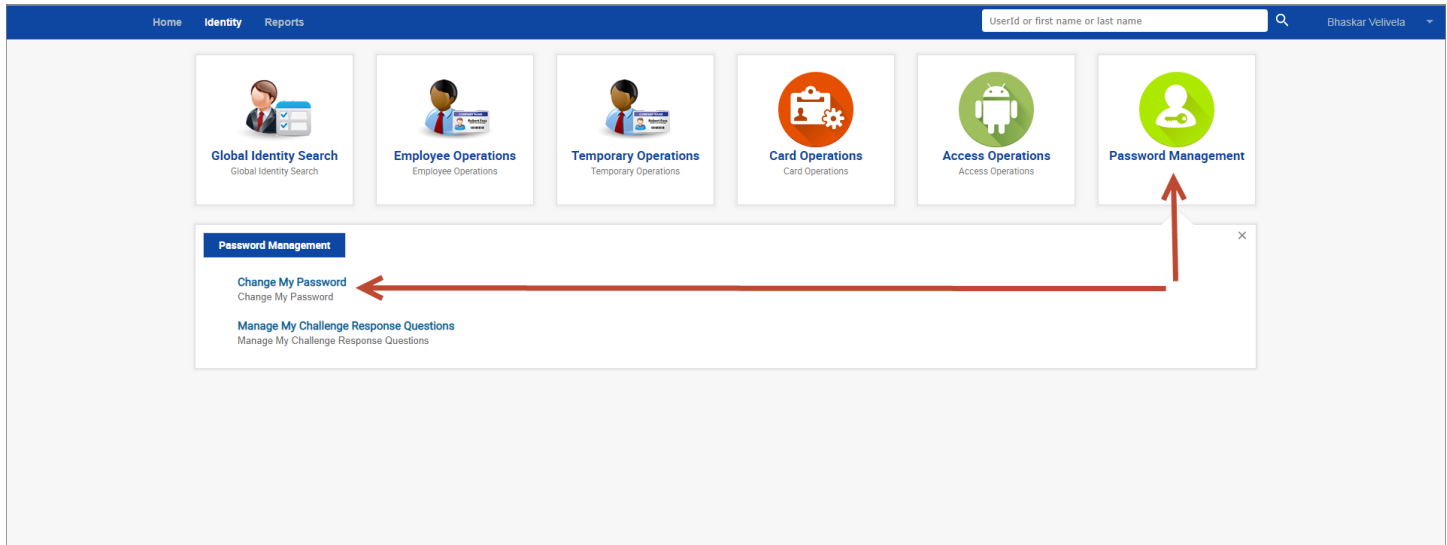 Home Identity Reports UserId or first name or last name Bhaskar Velivela
Global Identity Search
Global Identity Search
Employee Operations
Employee Operations
Temporary Operations
Temporary Operations
Card Operations
Card Operations
Access Operations
Access Operations
Password Management
Password Management
Change My Password
Change My Password
Manage My Challenge Response Questions
Manage My Challenge Response Questions